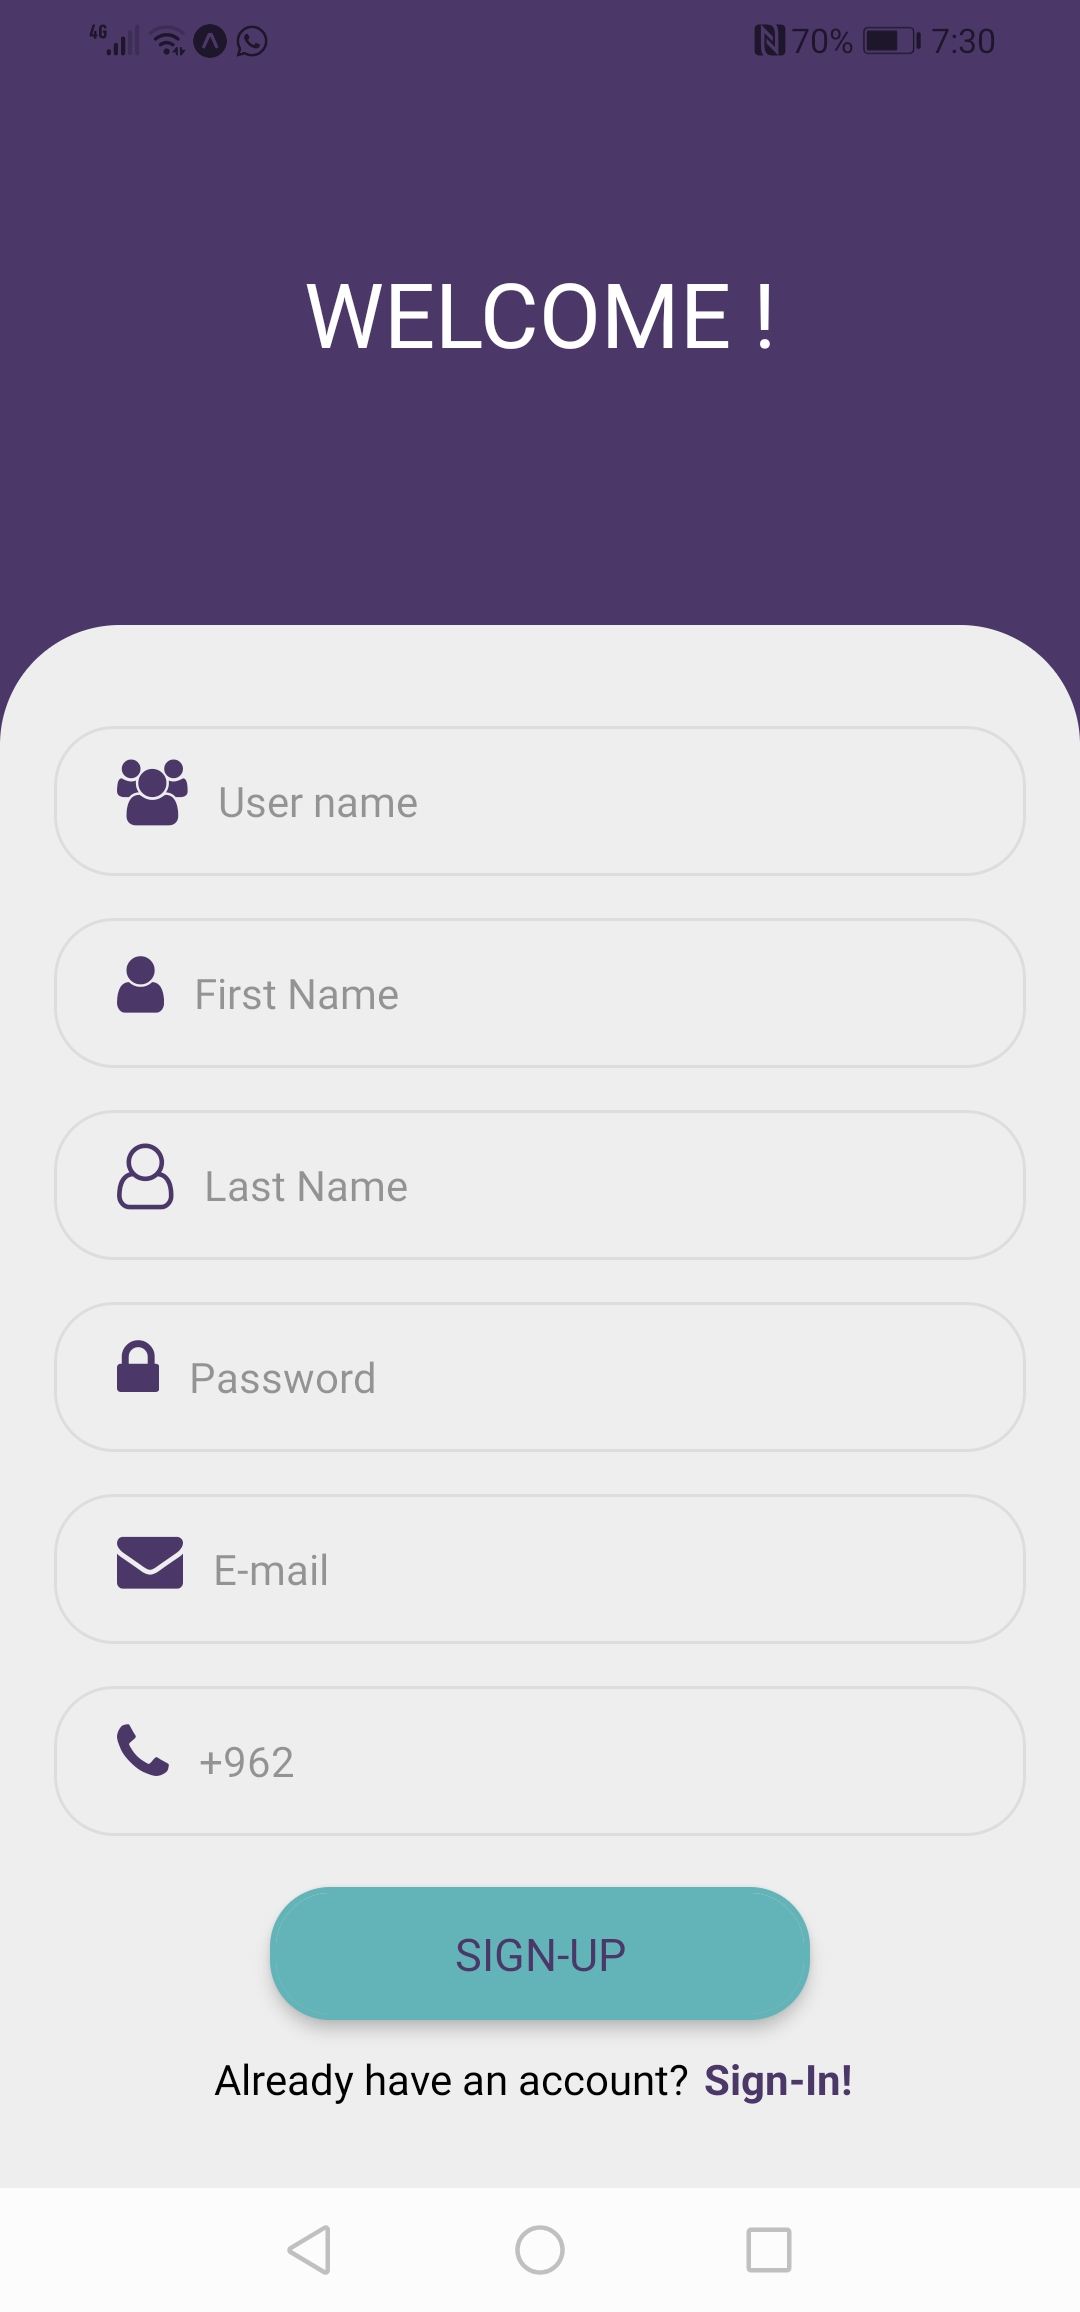 4G 70% 7:30
WELCOME !
User name
First Name
Last Name
Password
E-mail
+962
SIGN-UP
Already have an account? Sign-In!